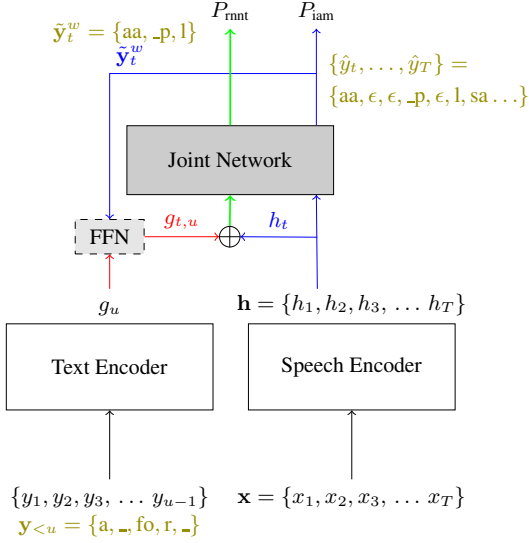 P_rnnt P_iam
ỹ_t^w = {aa, _p, l}
ỹ_t^w
{ŷ_t, . . . , ŷ_T} =
{aa, ϵ, ϵ, _p, ϵ, l, sa . . .}
Joint Network
FFN g_{t,u} ⊕ h_t
g_u h = {h_1, h_2, h_3, . . . h_T}
Text Encoder Speech Encoder
{y_1, y_2, y_3, . . . y_{u−1}} x = {x_1, x_2, x_3, . . . x_T}
y_{<u} = {a, _, fo, r, _}